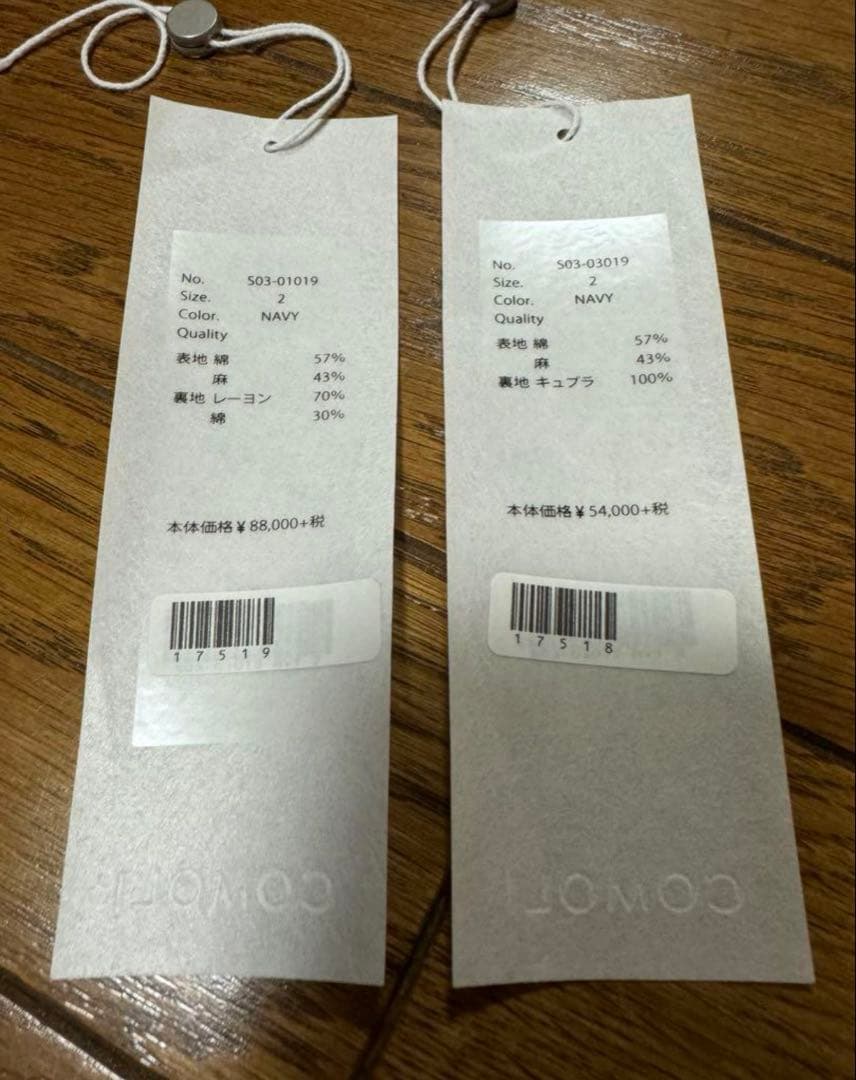 No. S03-01019
Size. 2
Color. NAVY
Quality
表地 綿 57%
麻 43%
裏地 レーヨン 70%
綿 30%
本体価格¥88,000+税
17519
COMOLI
No. S03-03019
Size. 2
Color. NAVY
Quality
表地 綿 57%
麻 43%
裏地 キュプラ 100%
本体価格¥54,000+税
17518
COMOLI